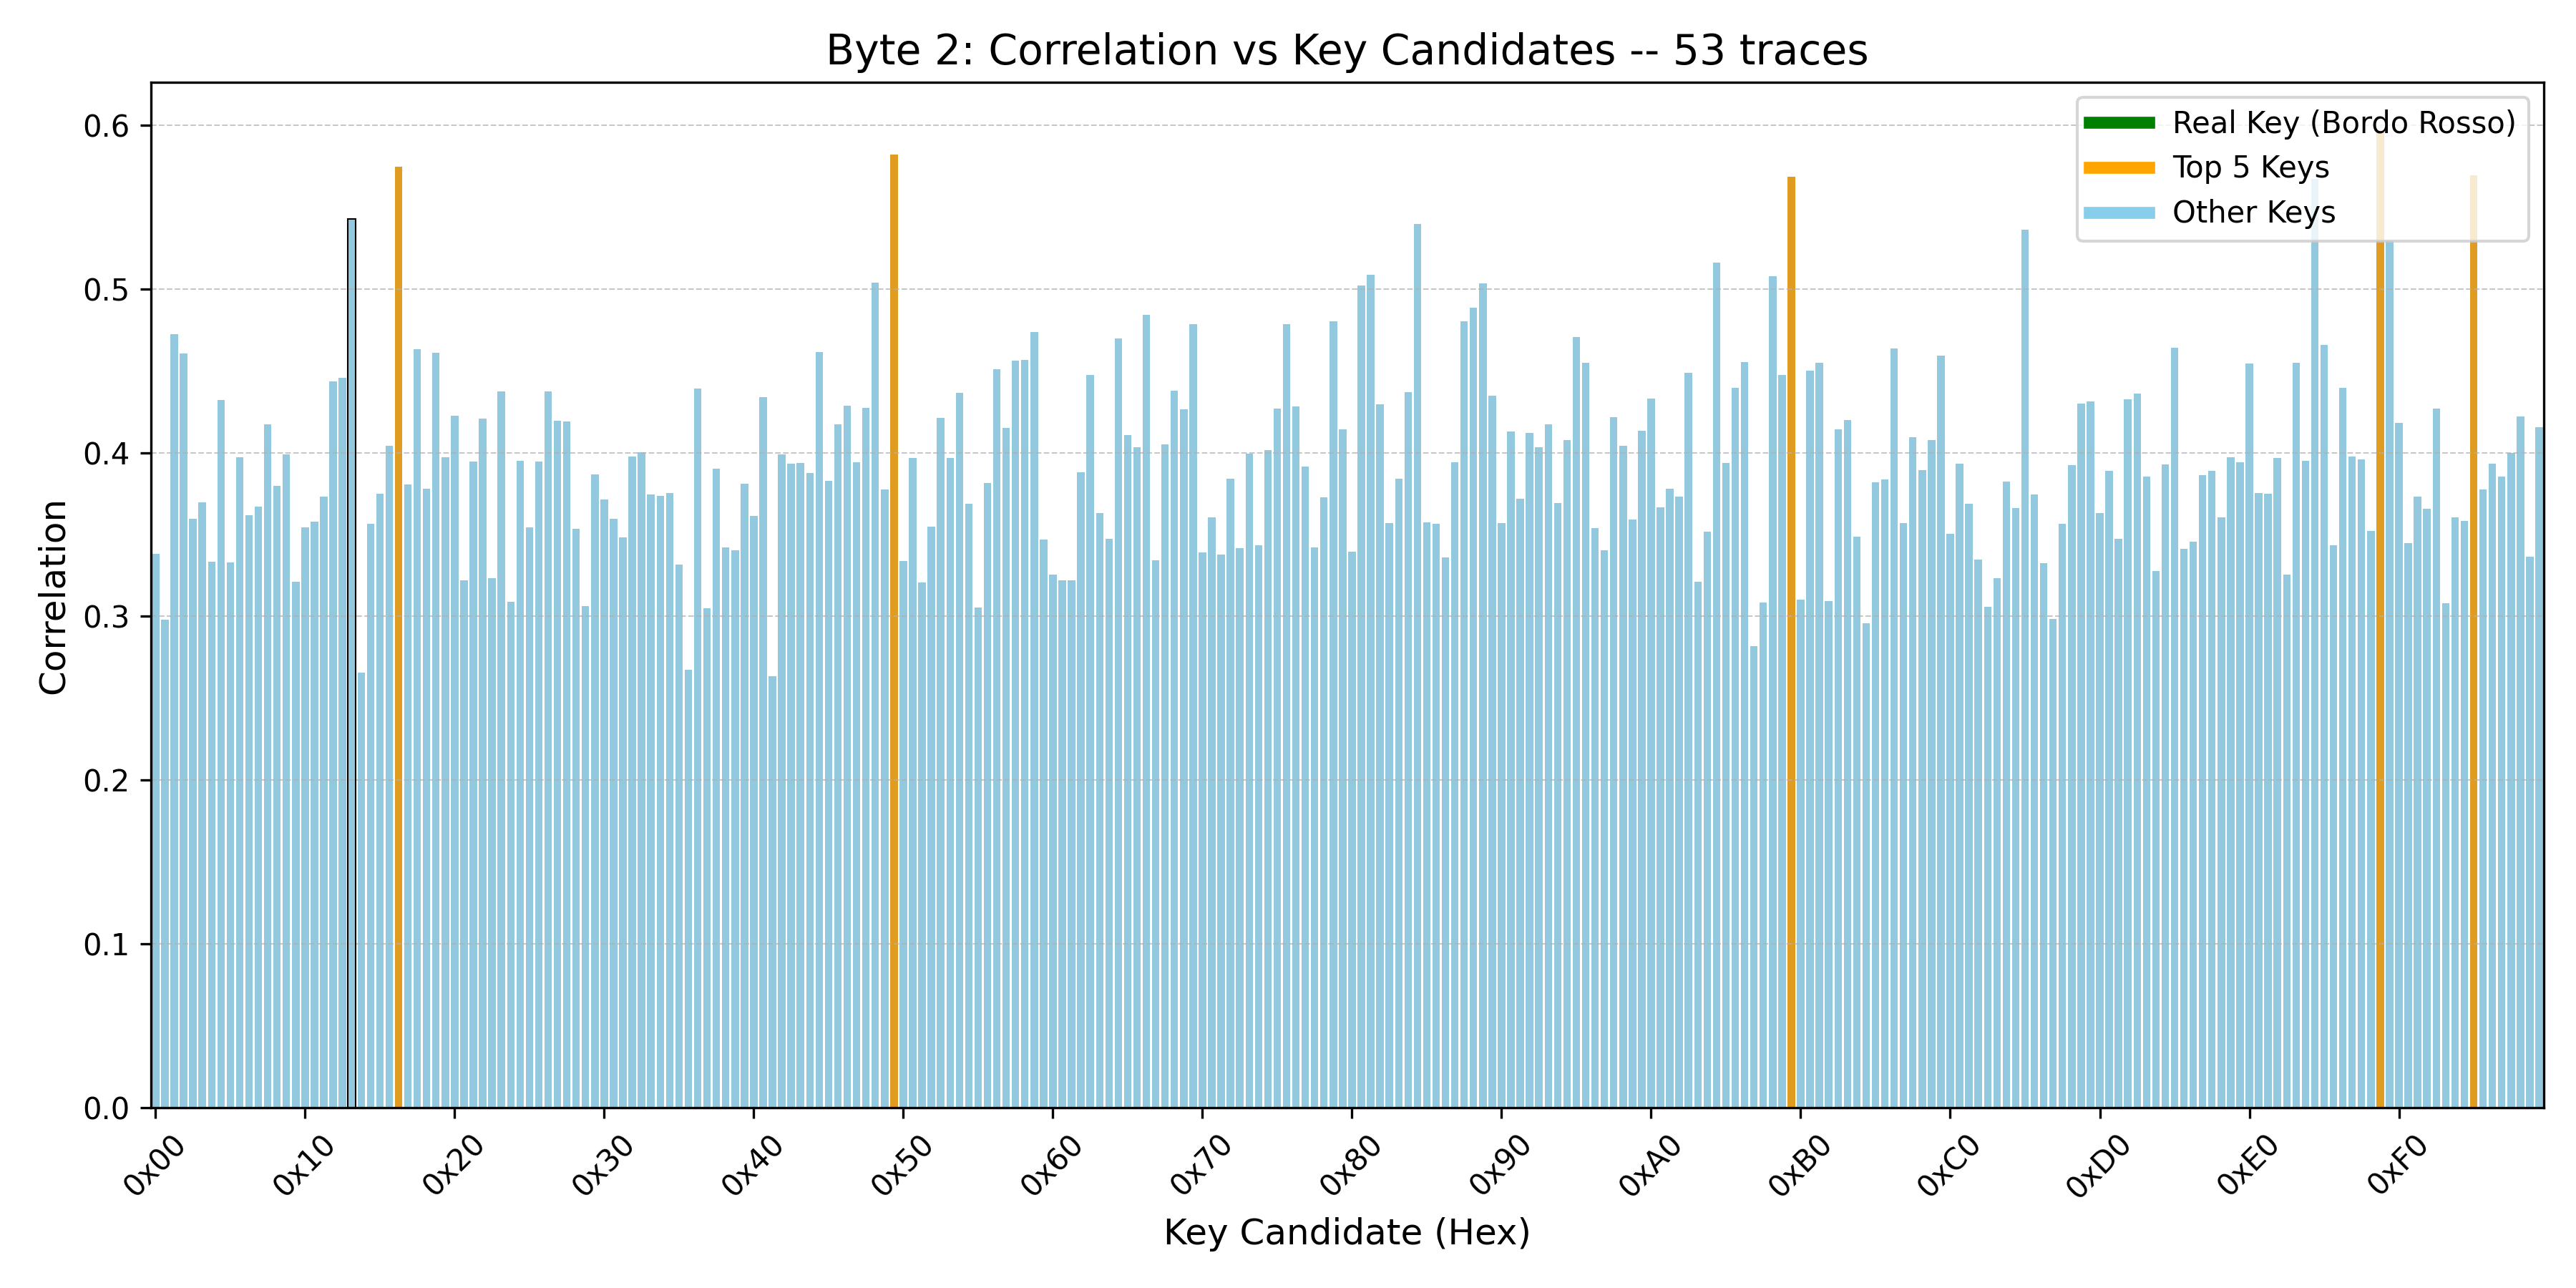 Byte 2: Correlation vs Key Candidates -- 53 traces
Real Key (Bordo Rosso)
Top 5 Keys
Other Keys
Correlation
0.6
0.5
0.4
0.3
0.2
0.1
0.0
0x00 0x10 0x20 0x30 0x40 0x50 0x60 0x70 0x80 0x90 0xA0 0xB0 0xC0 0xD0 0xE0 0xF0
Key Candidate (Hex)